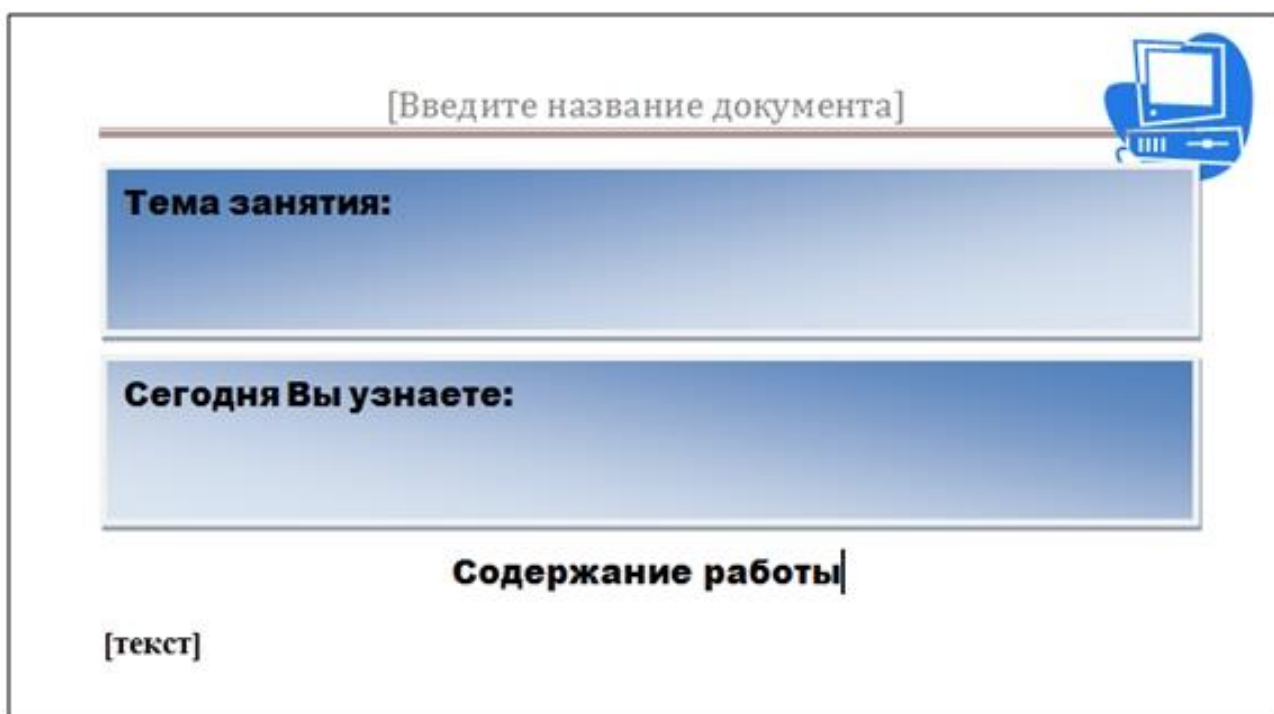 [Введите название документа]
Тема занятия:
Сегодня Вы узнаете:
Содержание работы
[текст]